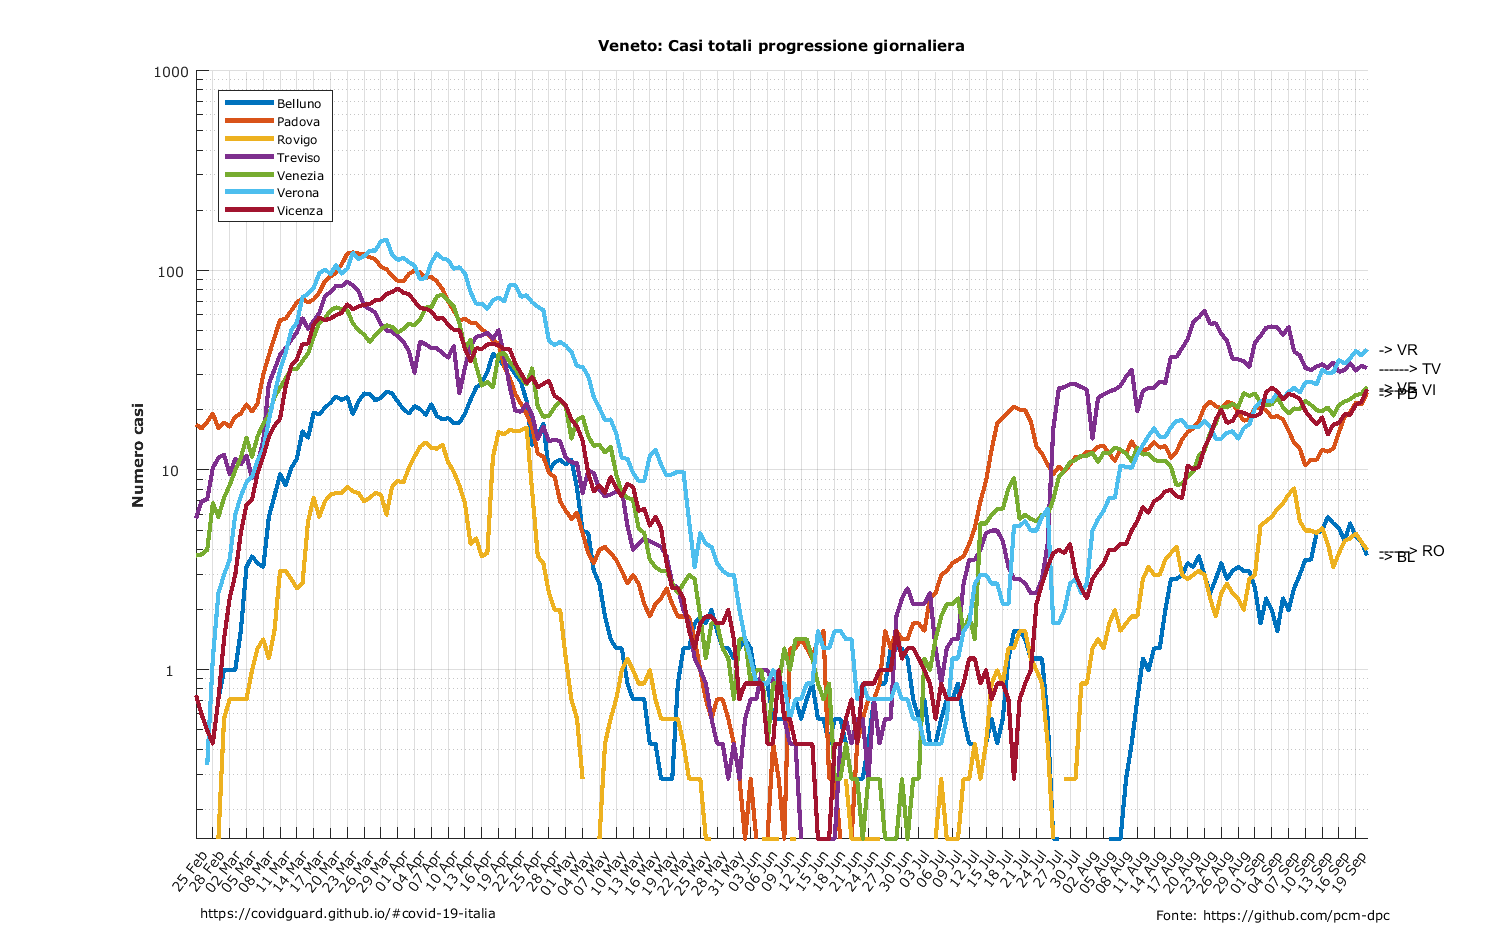 Veneto: Casi totali progressione giornaliera
1000
100
10
1
Numero casi
Belluno
Padova
Rovigo
Treviso
Venezia
Verona
Vicenza
-> VR
------> TV
-> VE
-----> VI
-> PD
-----> RO
-> BL
25 Feb
28 Feb
02 Mar
05 Mar
08 Mar
11 Mar
14 Mar
17 Mar
20 Mar
23 Mar
26 Mar
29 Mar
01 Apr
04 Apr
07 Apr
10 Apr
13 Apr
16 Apr
19 Apr
22 Apr
25 Apr
28 Apr
01 May
04 May
07 May
10 May
13 May
16 May
19 May
22 May
25 May
28 May
31 May
03 Jun
06 Jun
09 Jun
12 Jun
15 Jun
18 Jun
21 Jun
24 Jun
27 Jun
30 Jun
03 Jul
06 Jul
09 Jul
12 Jul
15 Jul
18 Jul
21 Jul
24 Jul
27 Jul
30 Jul
02 Aug
05 Aug
08 Aug
11 Aug
14 Aug
17 Aug
20 Aug
23 Aug
26 Aug
29 Aug
01 Sep
04 Sep
07 Sep
10 Sep
13 Sep
16 Sep
19 Sep
https://covidguard.github.io/#covid-19-italia
Fonte: https://github.com/pcm-dpc